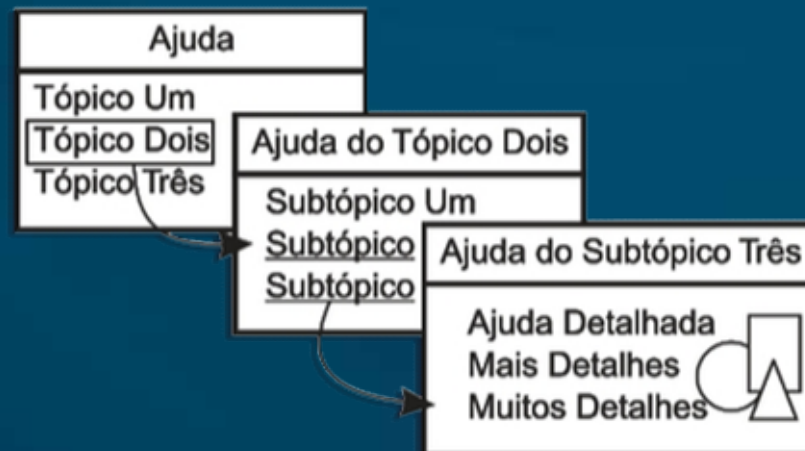 Ajuda
Tópico Um
Tópico Dois
Tópico Três
Ajuda do Tópico Dois
Subtópico Um
Subtópico
Subtópico
Ajuda do Subtópico Três
Ajuda Detalhada
Mais Detalhes
Muitos Detalhes